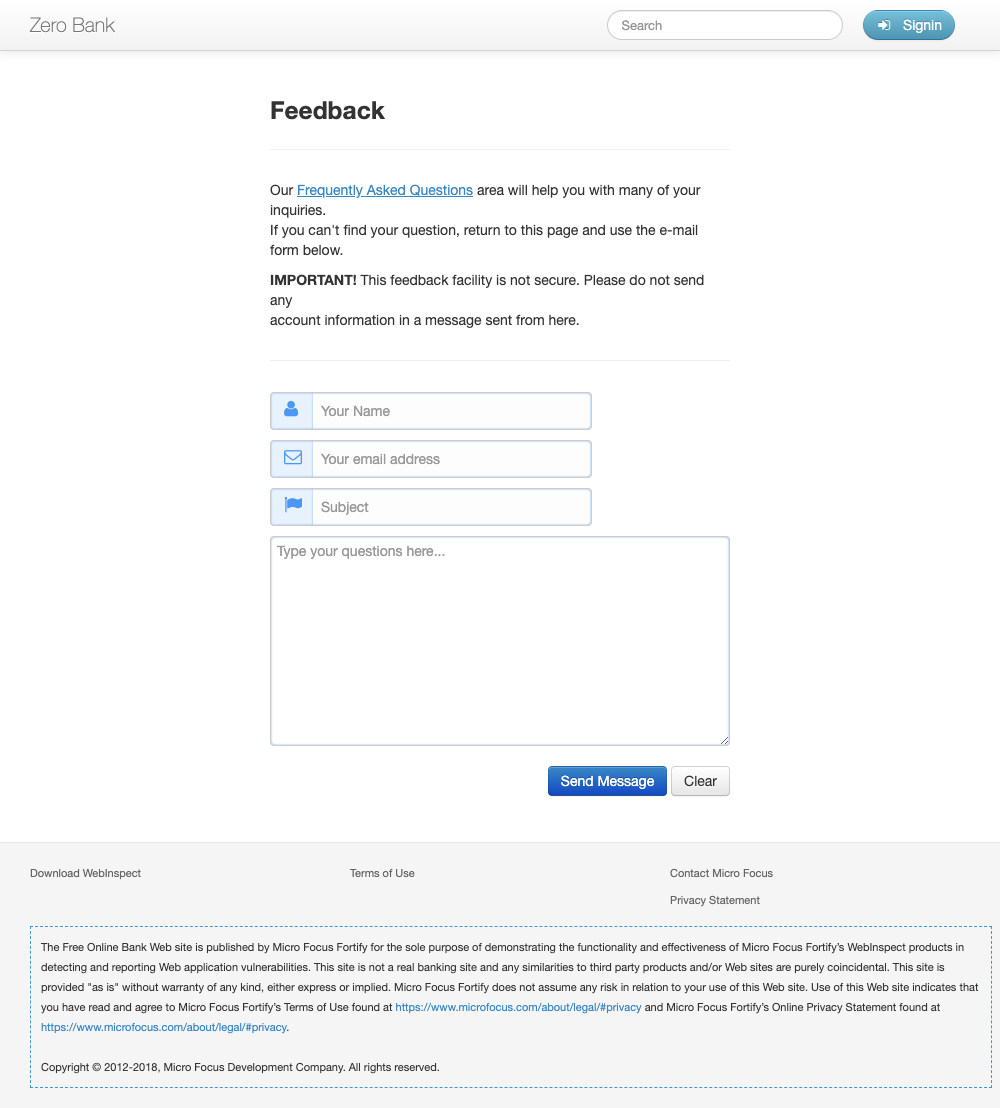 Zero Bank
Search
Signin
Feedback
Our Frequently Asked Questions area will help you with many of your
inquiries.
If you can't find your question, return to this page and use the e-mail
form below.
IMPORTANT! This feedback facility is not secure. Please do not send
any
account information in a message sent from here.
Your Name
Your email address
Subject
Type your questions here...
Send Message
Clear
Download WebInspect
Terms of Use
Contact Micro Focus
Privacy Statement
The Free Online Bank Web site is published by Micro Focus Fortify for the sole purpose of demonstrating the functionality and effectiveness of Micro Focus Fortify's WebInspect products in
detecting and reporting Web application vulnerabilities. This site is not a real banking site and any similarities to third party products and/or Web sites are purely coincidental. This site is
provided "as is" without warranty of any kind, either express or implied. Micro Focus Fortify does not assume any risk in relation to your use of this Web site. Use of this Web site indicates that
you have read and agree to Micro Focus Fortify's Terms of Use found at https://www.microfocus.com/about/legal/#privacy and Micro Focus Fortify's Online Privacy Statement found at
https://www.microfocus.com/about/legal/#privacy.
Copyright © 2012-2018, Micro Focus Development Company. All rights reserved.